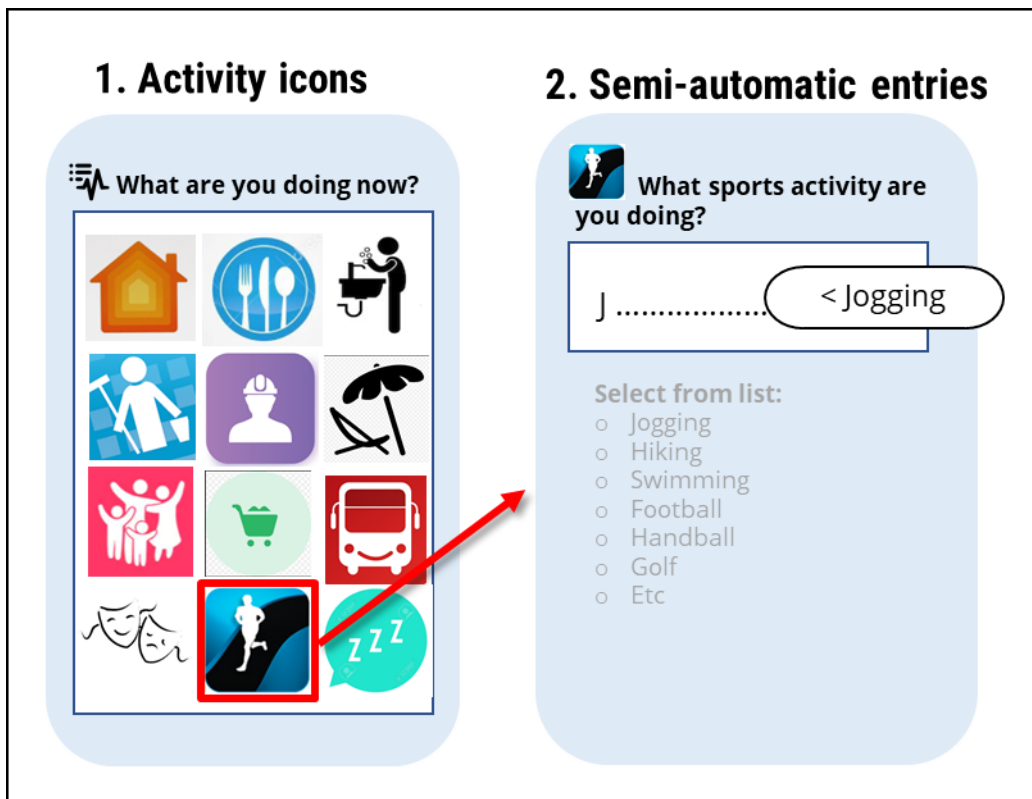 1. Activity icons
What are you doing now?
Z Z Z
2. Semi-automatic entries
What sports activity are
you doing?
J ................. < Jogging
Select from list:
o Jogging
o Hiking
o Swimming
o Football
o Handball
o Golf
o Etc